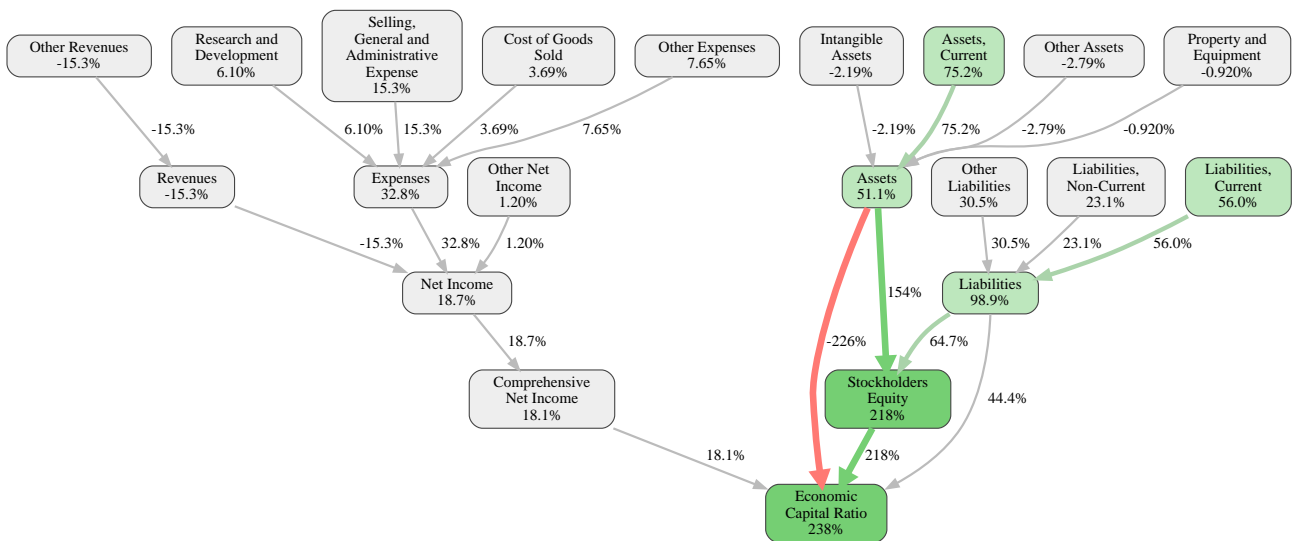 Other Revenues
-15.3%
Research and
Development
6.10%
Selling,
General and
Administrative
Expense
15.3%
Cost of Goods
Sold
3.69%
Other Expenses
7.65%
Intangible
Assets
-2.19%
Assets,
Current
75.2%
Other Assets
-2.79%
Property and
Equipment
-0.920%
-15.3%
6.10%
15.3%
3.69%
7.65%
-2.19%
75.2%
-2.79%
-0.920%
Revenues
-15.3%
Expenses
32.8%
Other Net
Income
1.20%
Assets
51.1%
Other
Liabilities
30.5%
Liabilities,
Non-Current
23.1%
Liabilities,
Current
56.0%
-15.3%
32.8%
1.20%
30.5%
23.1%
56.0%
Net Income
18.7%
154%
Liabilities
98.9%
18.7%
-226%
64.7%
Comprehensive
Net Income
18.1%
Stockholders
Equity
218%
44.4%
18.1%
218%
Economic
Capital Ratio
238%